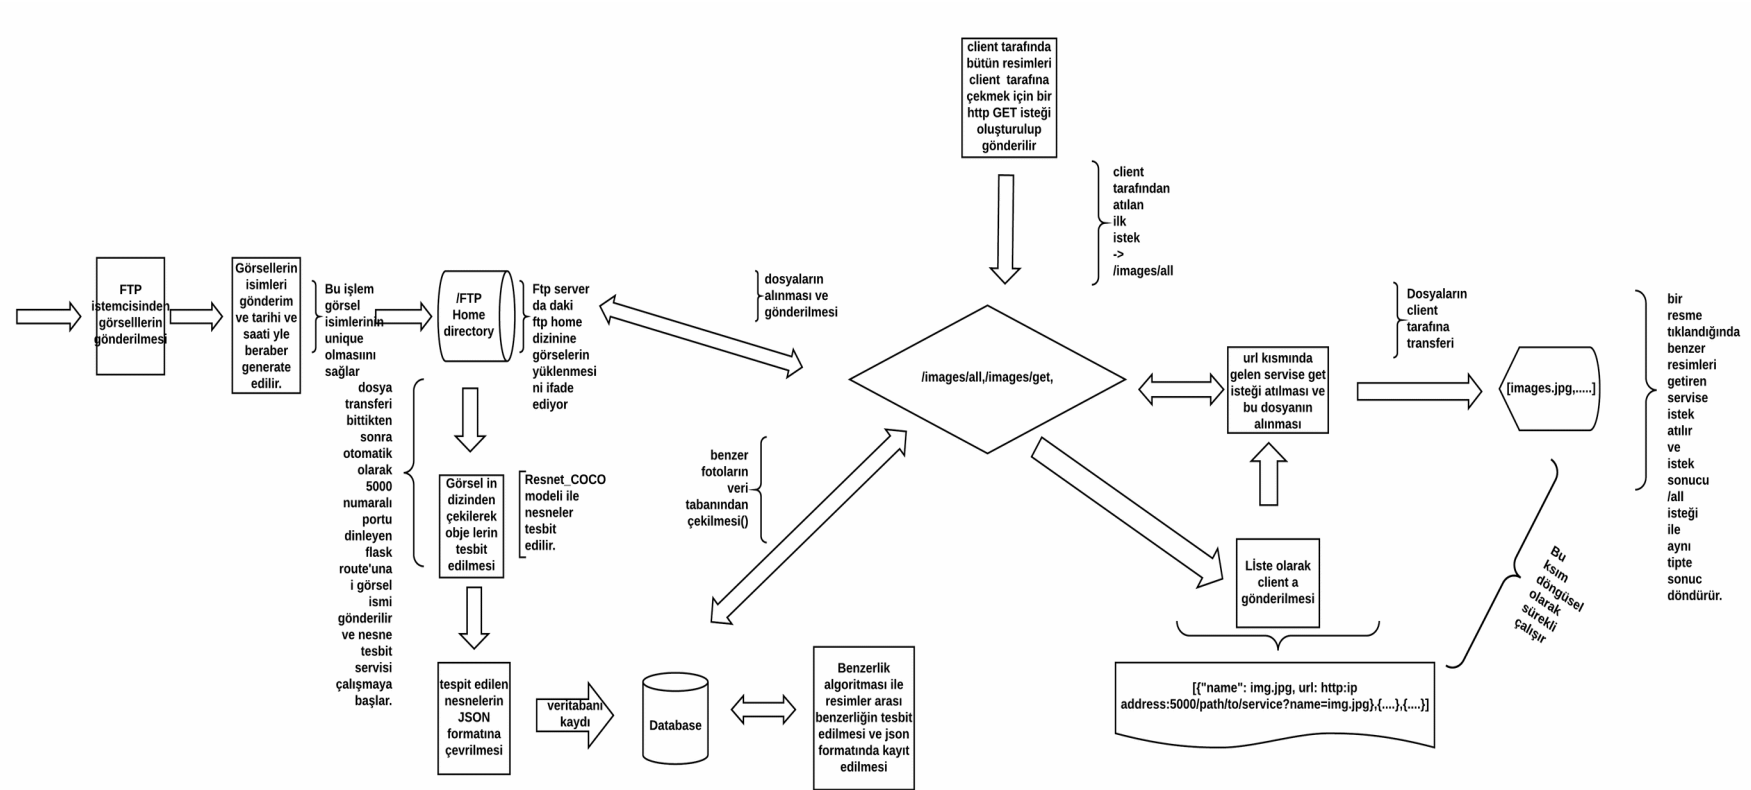 client tarafında
bütün resimleri
client tarafına
çekmek için bir
http GET isteği
oluşturulup
gönderilir
client
tarafından
atılan
ilk
istek
->
/images/all
FTP
istemcisinden
görselllerin
gönderilmesi
Görsellerin
isimleri
gönderim
ve tarihi ve
saati yle
beraber
generate
edilir.
Bu işlem
görsel
isimlerinin
unique
olmasıını
sağlar
/FTP
Home
directory
Ftp server
da daki
ftp home
dizinine
görselerin
yüklenmesi
ni ifade
ediyor
dosyaların
alınması ve
gönderilmesi
/images/all,/images/get,
url kısmında
gelen servise get
isteği atılması ve
bu dosyanın
alınması
Dosyaların
client
tarafına
transferi
[images.jpg,.....]
bir
resme
tıklandığında
benzer
resimleri
getiren
servise
istek
atılır
ve
istek
sonucu
/all
isteği
ile
aynı
tipte
sonuc
döndürür.
dosya
transferi
bittikten
sonra
otomatik
olarak
5000
numaralı
portu
dinleyen
flask
route'una
i görsel
ismi
gönderilir
ve nesne
tesbit
servisi
çalışmaya
başlar.
Görsel in
dizinden
çekilerek
obje lerin
tesbit
edilmesi
Resnet_COCO
modeli ile
nesneler
tesbit
edilir.
benzer
fotoların
veri
tabanından
çekilmesi()
Lİste olarak
client a
gönderilmesi
Bu
ksım
döngüsel
olarak
sürekli
çalışır
tespit edilen
nesnelerin
JSON
formatına
çevrilmesi
veritabanı
kaydı
Database
Benzerlik
algoritması ile
resimler arası
benzerliğin tesbit
edilmesi ve json
formatında kayıt
edilmesi
[{"name": img.jpg, url: http:ip
address:5000/path/to/service?name=img.jpg},{....},{....}]